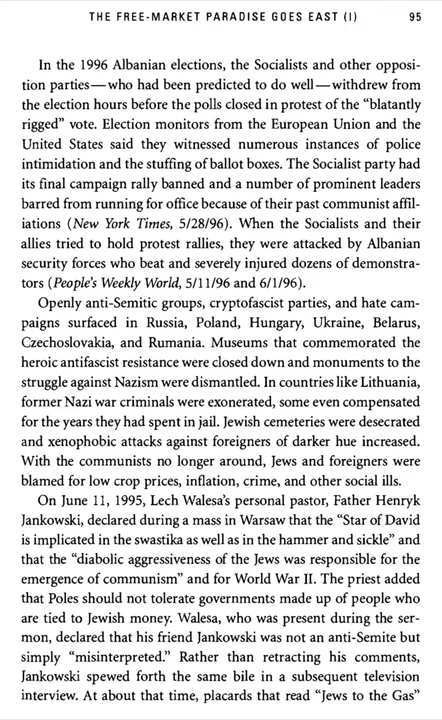 THE FREE-MARKET PARADISE GOES EAST (I) 95
In the 1996 Albanian elections, the Socialists and other opposi-
tion parties—who had been predicted to do well—withdrew from
the election hours before the polls closed in protest of the “blatantly
rigged” vote. Election monitors from the European Union and the
United States said they witnessed numerous instances of police
intimidation and the stuffing of ballot boxes. The Socialist party had
its final campaign rally banned and a number of prominent leaders
barred from running for office because of their past communist affil-
iations (New York Times, 5/28/96). When the Socialists and their
allies tried to hold protest rallies, they were attacked by Albanian
security forces who beat and severely injured dozens of demonstra-
tors (People’s Weekly World, 5/11/96 and 6/1/96).
Openly anti-Semitic groups, cryptofascist parties, and hate cam-
paigns surfaced in Russia, Poland, Hungary, Ukraine, Belarus,
Czechoslovakia, and Rumania. Museums that commemorated the
heroic antifascist resistance were closed down and monuments to the
struggle against Nazism were dismantled. In countries like Lithuania,
former Nazi war criminals were exonerated, some even compensated
for the years they had spent in jail. Jewish cemeteries were desecrated
and xenophobic attacks against foreigners of darker hue increased.
With the communists no longer around, Jews and foreigners were
blamed for low crop prices, inflation, crime, and other social ills.
On June 11, 1995, Lech Walesa’s personal pastor, Father Henryk
Jankowski, declared during a mass in Warsaw that the “Star of David
is implicated in the swastika as well as in the hammer and sickle” and
that the “diabolic aggressiveness of the Jews was responsible for the
emergence of communism” and for World War II. The priest added
that Poles should not tolerate governments made up of people who
are tied to Jewish money. Walesa, who was present during the ser-
mon, declared that his friend Jankowski was not an anti-Semite but
simply “misinterpreted.” Rather than retracting his comments,
Jankowski spewed forth the same bile in a subsequent television
interview. At about that time, placards that read “Jews to the Gas”